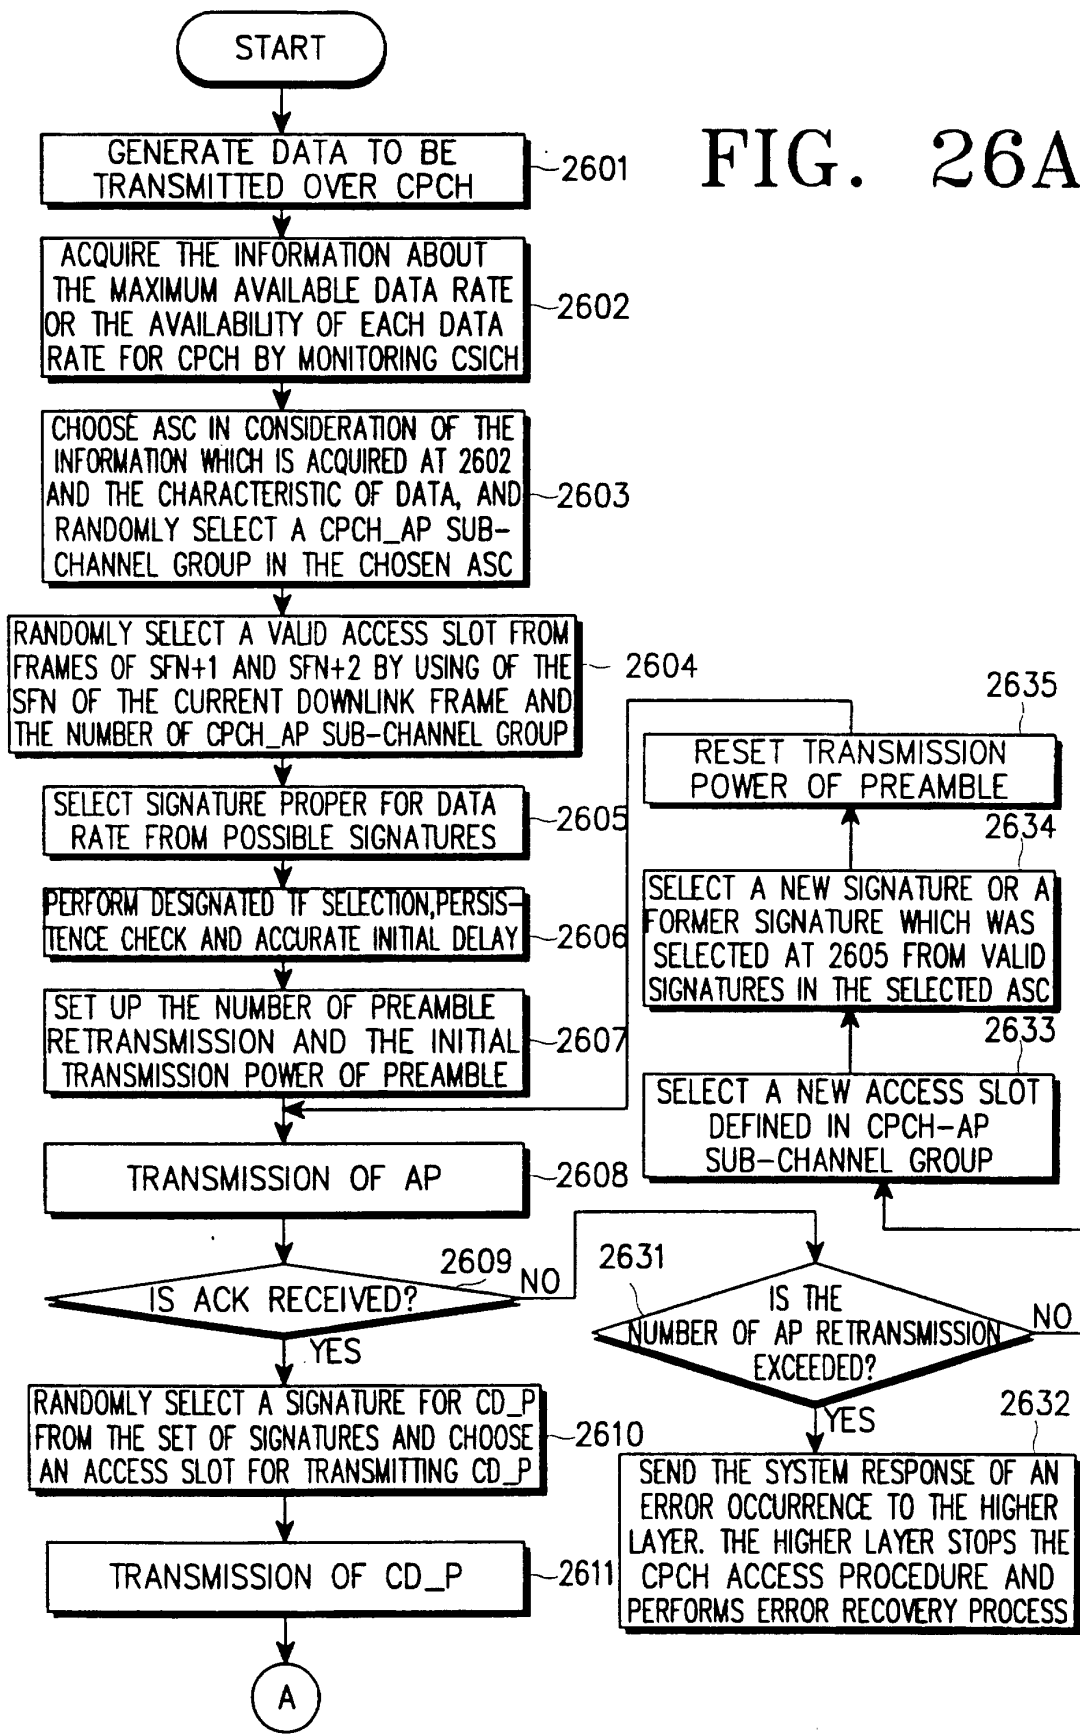 START
FIG. 26A
GENERATE DATA TO BE
TRANSMITTED OVER CPCH
2601
ACQUIRE THE INFORMATION ABOUT
THE MAXIMUM AVAILABLE DATA RATE
OR THE AVAILABILITY OF EACH DATA
RATE FOR CPCH BY MONITORING CSICH
2602
CHOOSE ASC IN CONSIDERATION OF THE
INFORMATION WHICH IS ACQUIRED AT 2602
AND THE CHARACTERISTIC OF DATA, AND
RANDOMLY SELECT A CPCH_AP SUB-
CHANNEL GROUP IN THE CHOSEN ASC
2603
RANDOMLY SELECT A VALID ACCESS SLOT FROM
FRAMES OF SFN+1 AND SFN+2 BY USING OF THE
SFN OF THE CURRENT DOWNLINK FRAME AND
THE NUMBER OF CPCH_AP SUB-CHANNEL GROUP
2604
SELECT SIGNATURE PROPER FOR DATA
RATE FROM POSSIBLE SIGNATURES
2605
PERFORM DESIGNATED TF SELECTION,PERSIS-
TENCE CHECK AND ACCURATE INITIAL DELAY
2606
SET UP THE NUMBER OF PREAMBLE
RETRANSMISSION AND THE INITIAL
TRANSMISSION POWER OF PREAMBLE
2607
TRANSMISSION OF AP
2608
IS ACK RECEIVED?
2609
NO
YES
RANDOMLY SELECT A SIGNATURE FOR CD_P
FROM THE SET OF SIGNATURES AND CHOOSE
AN ACCESS SLOT FOR TRANSMITTING CD_P
2610
TRANSMISSION OF CD_P
2611
A
2635
RESET TRANSMISSION
POWER OF PREAMBLE
2634
SELECT A NEW SIGNATURE OR A
FORMER SIGNATURE WHICH WAS
SELECTED AT 2605 FROM VALID
SIGNATURES IN THE SELECTED ASC
2633
SELECT A NEW ACCESS SLOT
DEFINED IN CPCH-AP
SUB-CHANNEL GROUP
2631
IS THE
NUMBER OF AP RETRANSMISSION
EXCEEDED?
NO
YES
2632
SEND THE SYSTEM RESPONSE OF AN
ERROR OCCURRENCE TO THE HIGHER
LAYER. THE HIGHER LAYER STOPS THE
CPCH ACCESS PROCEDURE AND
PERFORMS ERROR RECOVERY PROCESS